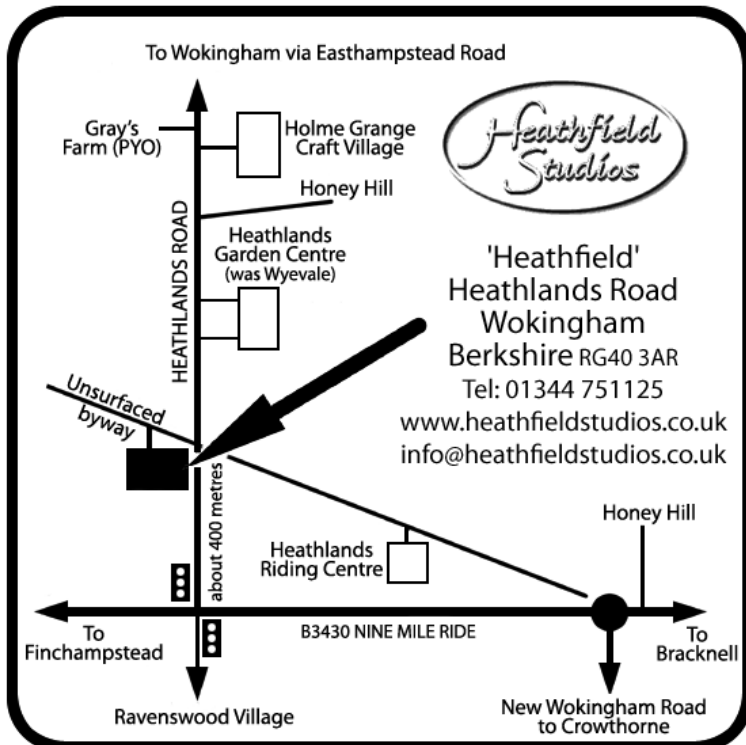 To Wokingham via Easthampstead Road
Gray's
Farm (PYO)
Holme Grange
Craft Village
Honey Hill
HEATHLANDS ROAD
Heathlands
Garden Centre
(was Wyevale)
Heathfield
Studios
'Heathfield'
Heathlands Road
Wokingham
Berkshire RG40 3AR
Tel: 01344 751125
www.heathfieldstudios.co.uk
info@heathfieldstudios.co.uk
Unsurfaced
byway
about 400 metres
Heathlands
Riding Centre
Honey Hill
To
Finchampstead
B3430 NINE MILE RIDE
To
Bracknell
Ravenswood Village
New Wokingham Road
to Crowthorne